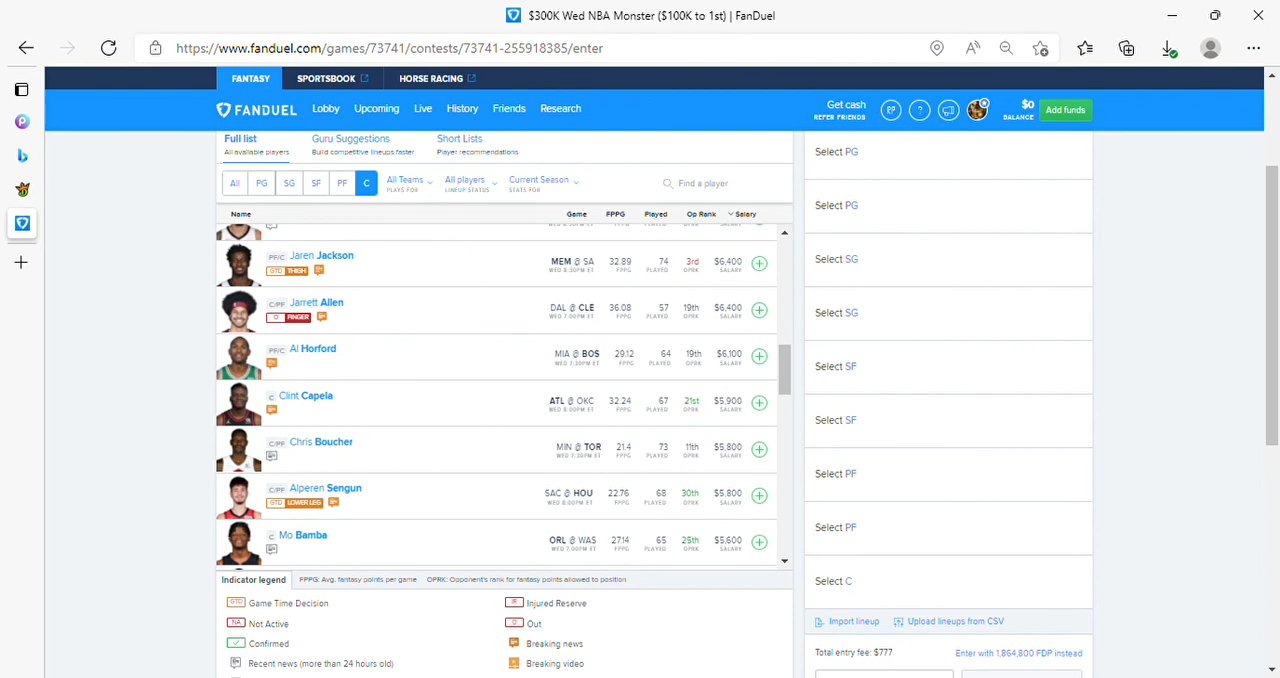 $300K Wed NBA Monster ($100K to 1st) | FanDuel
https://www.fanduel.com/games/73741/contests/73741-255918385/enter
FANTASY SPORTSBOOK HORSE RACING
FANDUEL Lobby Upcoming Live History Friends Research Get cash REFER FRIENDS $0 BALANCE Add funds
Full list Guru Suggestions Short Lists
All available players Build competitive lineups faster Player recommendations
All PG SG SF PF C All Teams All players Current Season Find a player
PLAYS FOR LINEUP STATUS STATS FOR
Name Game FPPG Played Op Rank Salary
PF/C Jaren Jackson MEM @ SA 32.89 74 3rd $6,400
GTD THIGH WED 8:30PM ET FPPG PLAYED OPRK SALARY
C/PF Jarrett Allen DAL @ CLE 36.08 57 19th $6,400
O FINGER WED 7:00PM ET FPPG PLAYED OPRK SALARY
PF/C Al Horford MIA @ BOS 29.12 64 19th $6,100
WED 7:30PM ET FPPG PLAYED OPRK SALARY
C Clint Capela ATL @ OKC 32.24 67 21st $5,900
WED 8:00PM ET FPPG PLAYED OPRK SALARY
C/PF Chris Boucher MIN @ TOR 21.4 73 11th $5,800
WED 7:30PM ET FPPG PLAYED OPRK SALARY
C/PF Alperen Sengun SAC @ HOU 22.76 68 30th $5,800
GTD LOWER LEG WED 8:00PM ET FPPG PLAYED OPRK SALARY
C Mo Bamba ORL @ WAS 27.14 65 25th $5,600
WED 7:00PM ET FPPG PLAYED OPRK SALARY
Indicator legend FPPG: Avg. fantasy points per game OPRK: Opponent's rank for fantasy points allowed to position
GTD Game Time Decision IR Injured Reserve
NA Not Active O Out
Confirmed Breaking news
Recent news (more than 24 hours old) Breaking video
Select PG
Select PG
Select SG
Select SG
Select SF
Select SF
Select PF
Select PF
Select C
Import lineup Upload lineups from CSV
Total entry fee: $777 Enter with 1,864,800 FDP instead